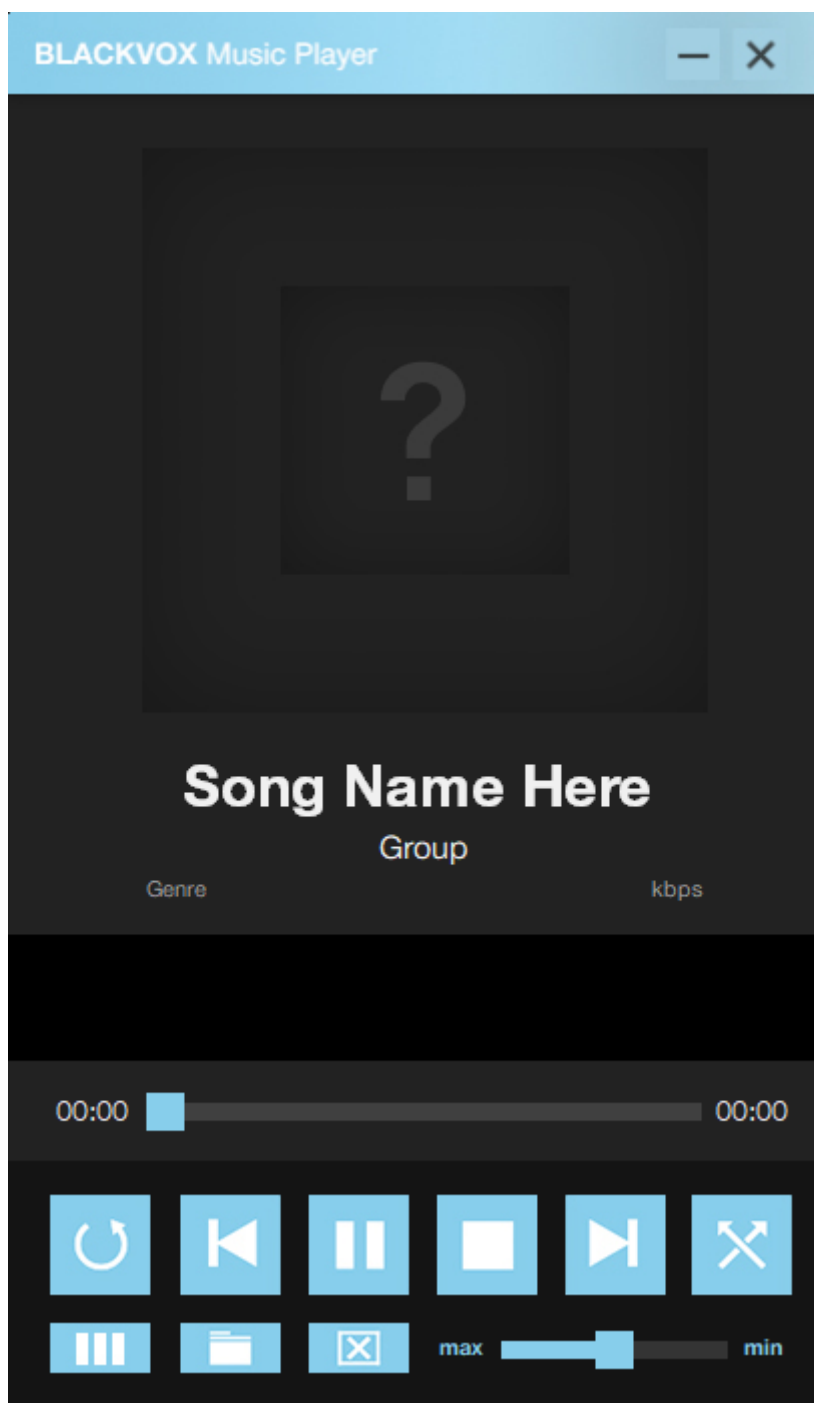 BLACKVOX Music Player
?
Song Name Here
Group
Genre kbps
00:00 00:00
max min